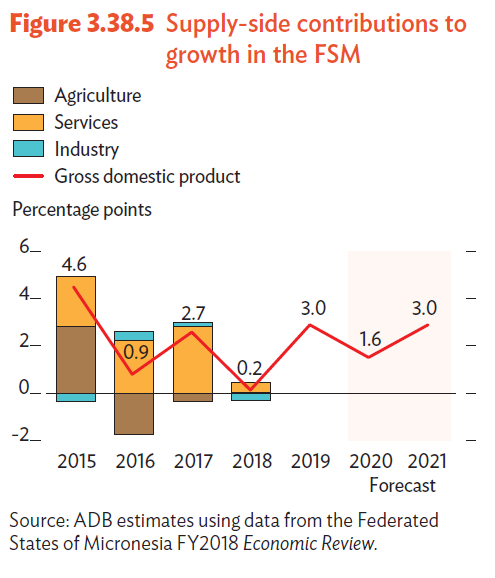 Figure 3.38.5 Supply-side contributions to
growth in the FSM
Agriculture
Services
Industry
Gross domestic product
Percentage points
6
4.6
4
2.7
3.0
3.0
2
0.9
1.6
0.2
0
-2
2015 2016 2017 2018 2019 2020 2021
Forecast
Source: ADB estimates using data from the Federated
States of Micronesia FY2018 Economic Review.